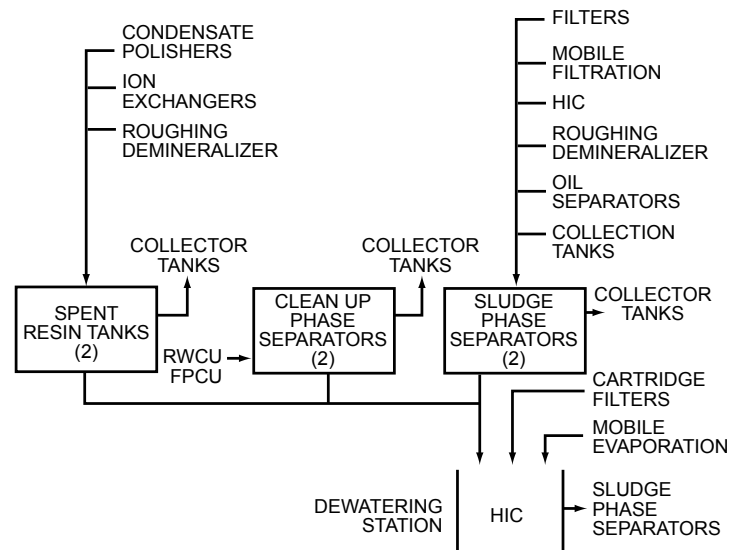 CONDENSATE
POLISHERS
ION
EXCHANGERS
ROUGHING
DEMINERALIZER
FILTERS
MOBILE
FILTRATION
HIC
ROUGHING
DEMINERALIZER
OIL
SEPARATORS
COLLECTION
TANKS
COLLECTOR
TANKS
COLLECTOR
TANKS
COLLECTOR
TANKS
SPENT
RESIN TANKS
(2)
RWCU
FPCU
CLEAN UP
PHASE
SEPARATORS
(2)
SLUDGE
PHASE
SEPARATORS
(2)
CARTRIDGE
FILTERS
MOBILE
EVAPORATION
DEWATERING
STATION
HIC
SLUDGE
PHASE
SEPARATORS